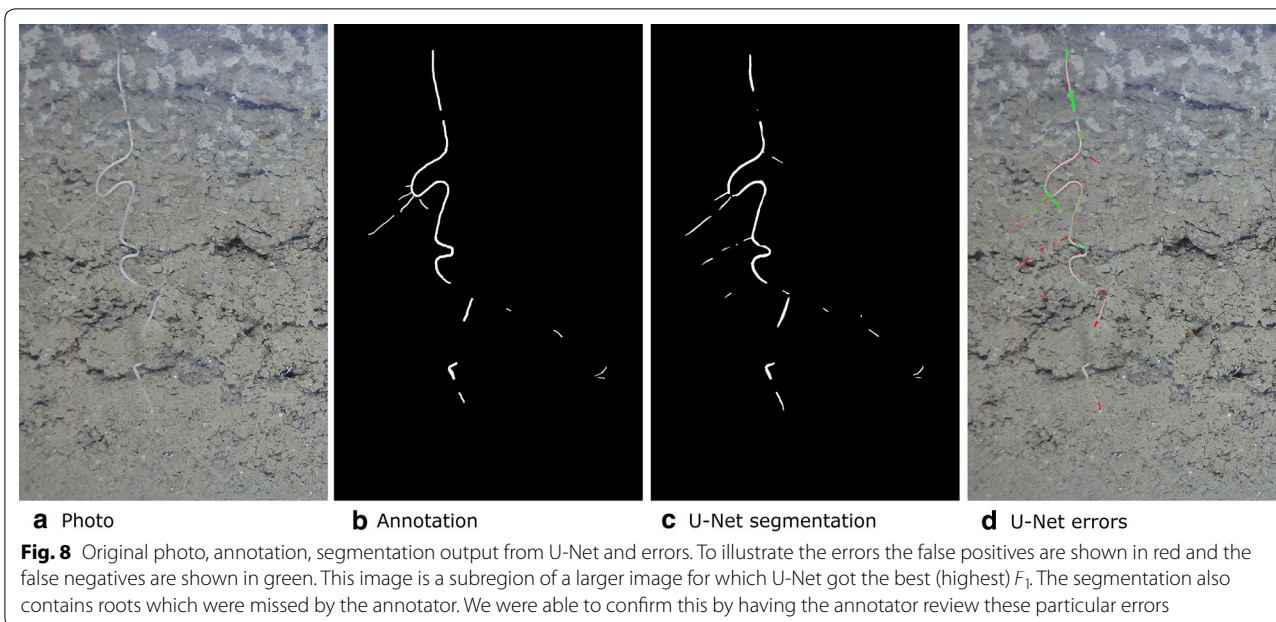 a Photo
b Annotation
c U-Net segmentation
d U-Net errors
Fig. 8 Original photo, annotation, segmentation output from U-Net and errors. To illustrate the errors the false positives are shown in red and the
false negatives are shown in green. This image is a subregion of a larger image for which U-Net got the best (highest) F₁. The segmentation also
contains roots which were missed by the annotator. We were able to confirm this by having the annotator review these particular errors